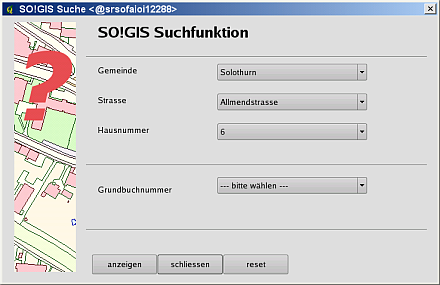 SO!GIS Suche <@srsofaioi12288>
SO!GIS Suchfunktion
Gemeinde
Solothurn
Strasse
Allmendstrasse
Hausnummer
6
Grundbuchnummer
--- bitte wählen ---
anzeigen
schliessen
reset